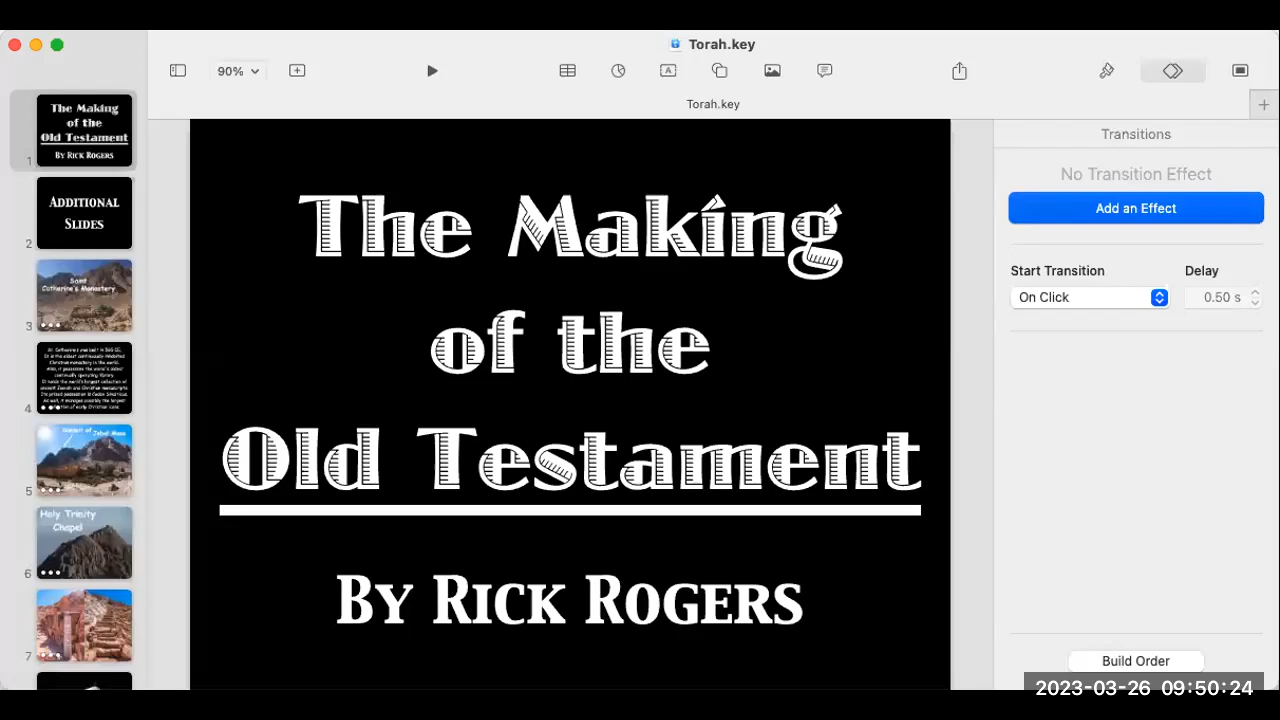 Torah.key
90%
Torah.key
The Making
of the
Old Testament
By Rick Rogers
1
Additional
Slides
2
Saint
Catherine's Monastery
3
4
Summit of Jebel Musa
5
Holy Trinity
Chapel
6
7
The Making
of the
Old Testament
By Rick Rogers
Transitions
No Transition Effect
Add an Effect
Start Transition
Delay
On Click
0.50 s
Build Order
2023-03-26 09:50:24